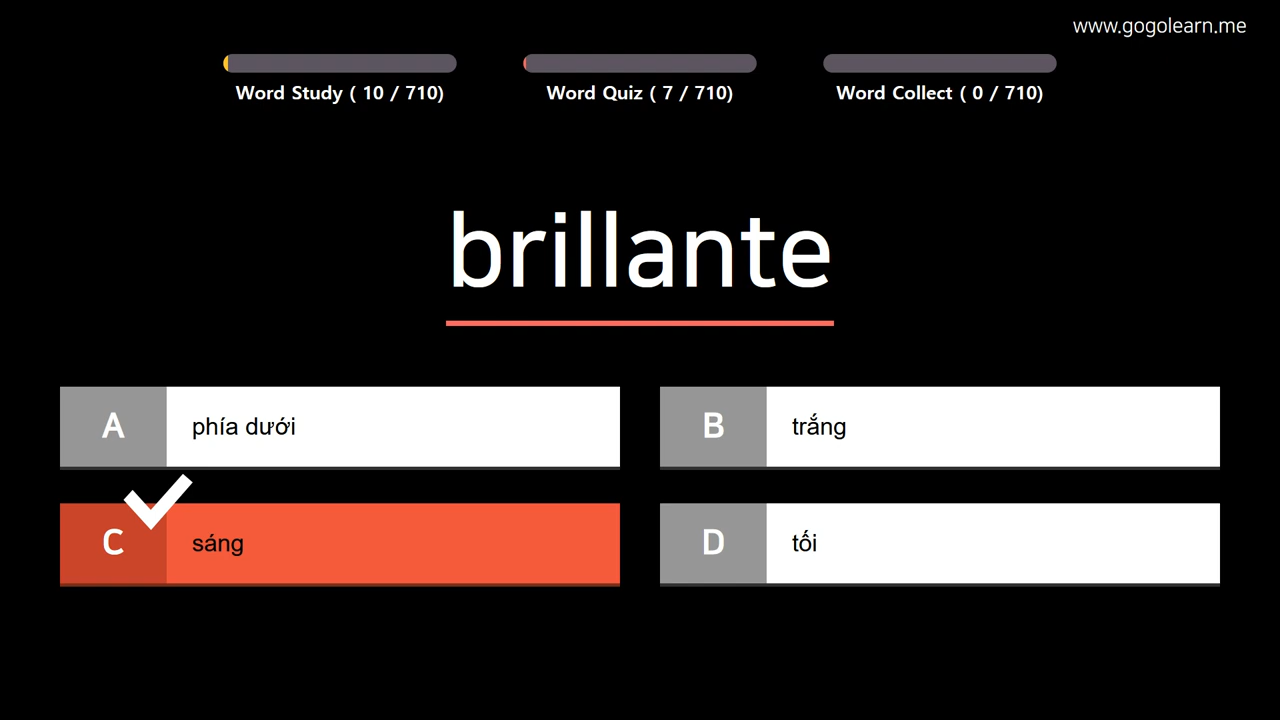 www.gogolearn.me
Word Study ( 10 / 710)
Word Quiz ( 7 / 710)
Word Collect ( 0 / 710)
brillante
A phía dưới
B trắng
C sáng
D tối